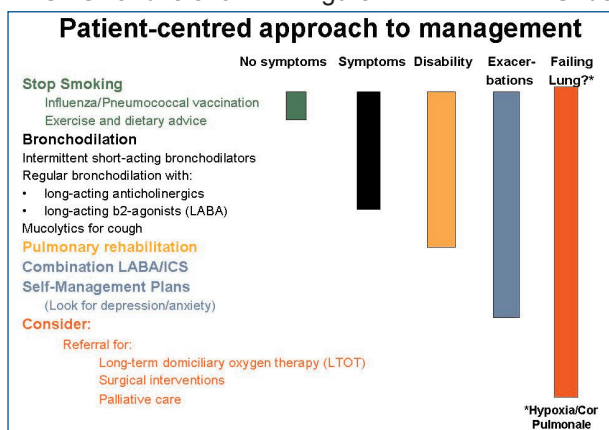 Patient-centred approach to management
No symptoms Symptoms Disability Exacer-bations Failing Lung?*
Stop Smoking
Influenza/Pneumococcal vaccination
Exercise and dietary advice
Bronchodilation
Intermittent short-acting bronchodilators
Regular bronchodilation with:
• long-acting anticholinergics
• long-acting b2-agonists (LABA)
Mucolytics for cough
Pulmonary rehabilitation
Combination LABA/ICS
Self-Management Plans
(Look for depression/anxiety)
Consider:
Referral for:
Long-term domiciliary oxygen therapy (LTOT)
Surgical interventions
Palliative care
*Hypoxia/Cor
Pulmonale